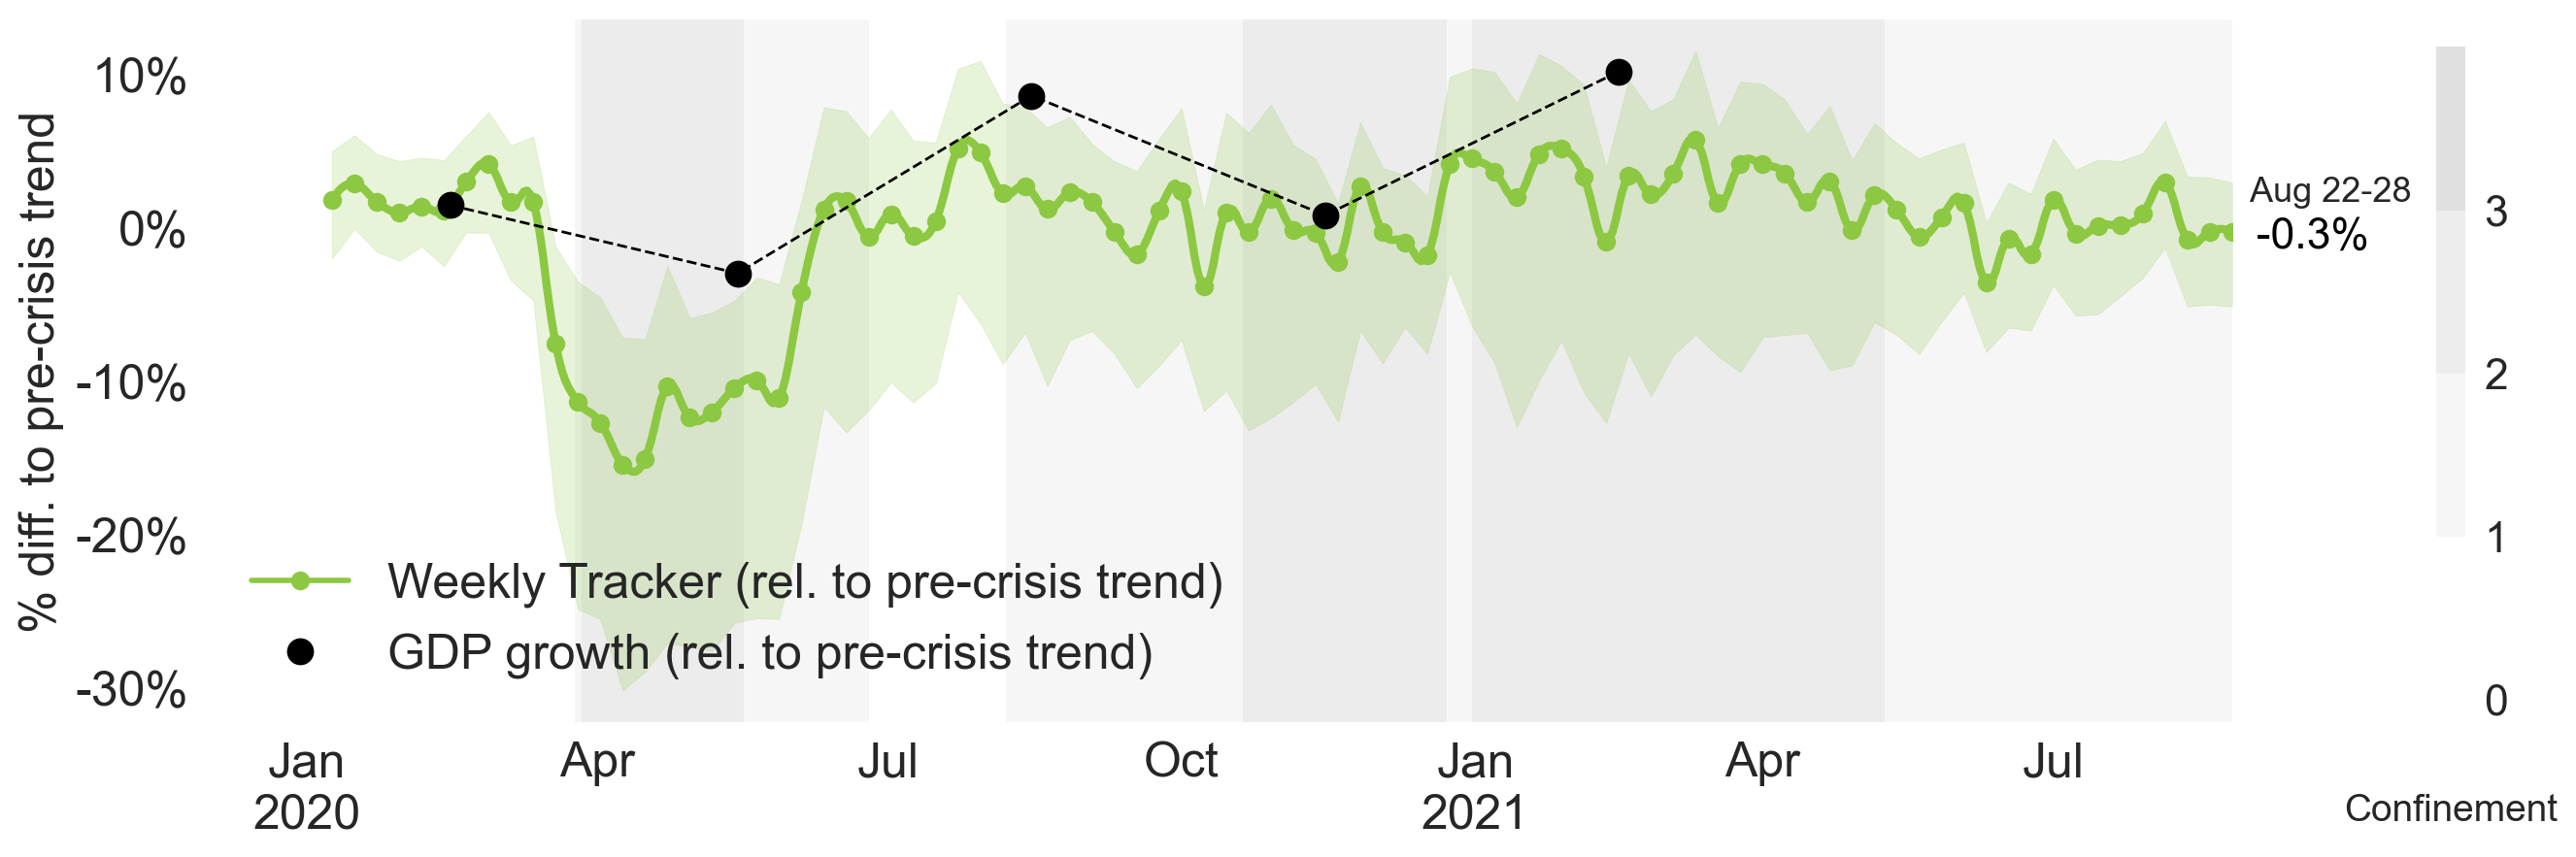 % diff. to pre-crisis trend
10%
0%
-10%
-20%
-30%
Weekly Tracker (rel. to pre-crisis trend)
GDP growth (rel. to pre-crisis trend)
Jan
2020
Apr
Jul
Oct
Jan
2021
Apr
Jul
Aug 22-28
-0.3%
3
2
1
0
Confinement